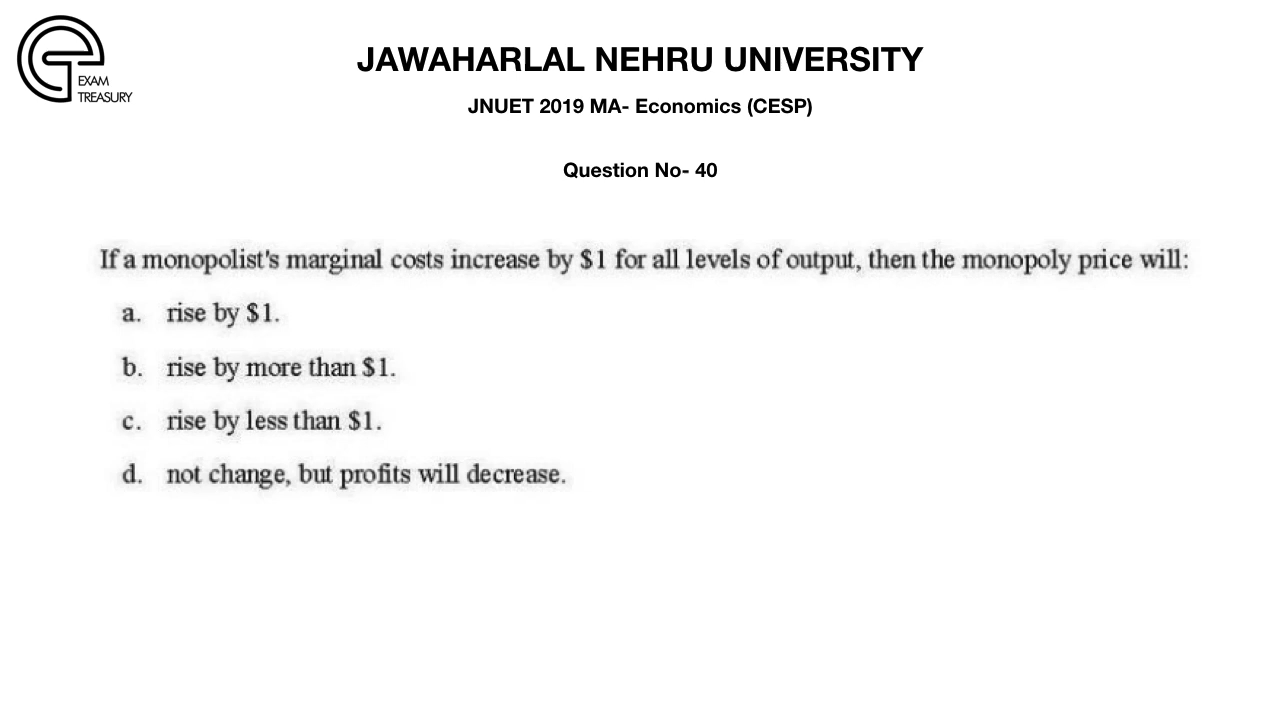 EXAM
TREASURY
JAWAHARLAL NEHRU UNIVERSITY
JNUET 2019 MA- Economics (CESP)
Question No- 40
If a monopolist's marginal costs increase by $1 for all levels of output, then the monopoly price will:
a. rise by $1.
b. rise by more than $1.
c. rise by less than $1.
d. not change, but profits will decrease.